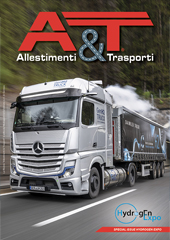 A&T
Allestimenti Trasporti
HydrogEn
Expo
SPECIAL ISSUE HYDROGEN EXPO